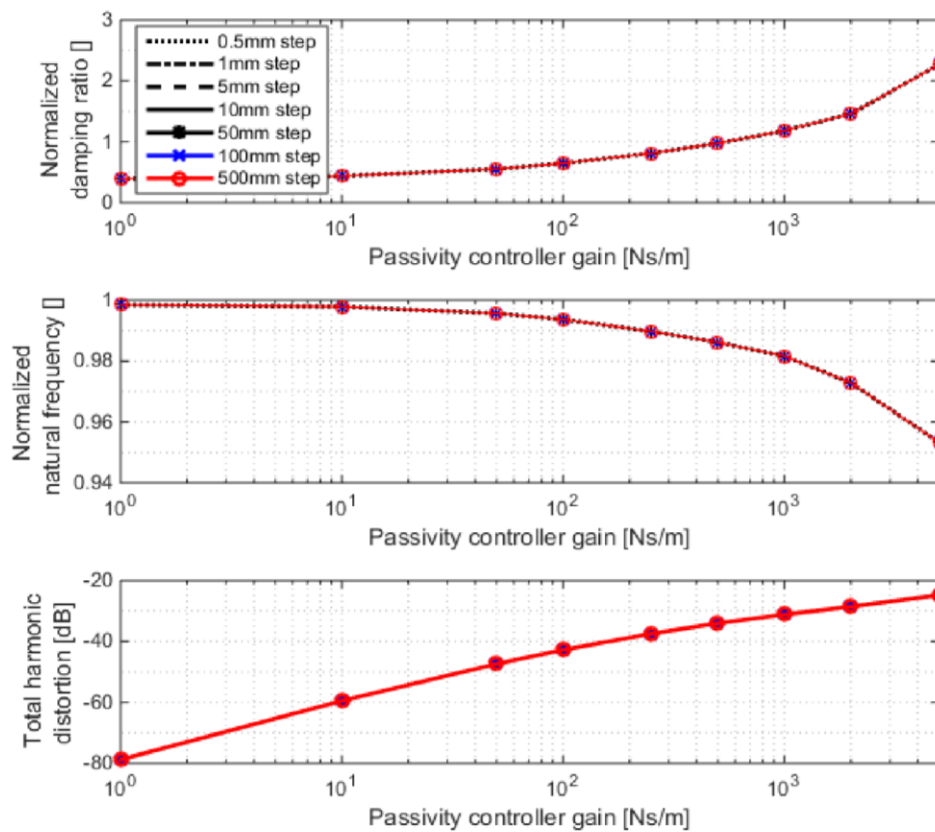 Normalized
damping ratio []
3
2
1
0
0.5mm step
1mm step
5mm step
10mm step
50mm step
100mm step
500mm step
10^0
10^1
10^2
10^3
Passivity controller gain [Ns/m]
Normalized
natural frequency []
1
0.98
0.96
0.94
10^0
10^1
10^2
10^3
Passivity controller gain [Ns/m]
Total harmonic
distortion [dB]
-20
-40
-60
-80
10^0
10^1
10^2
10^3
Passivity controller gain [Ns/m]